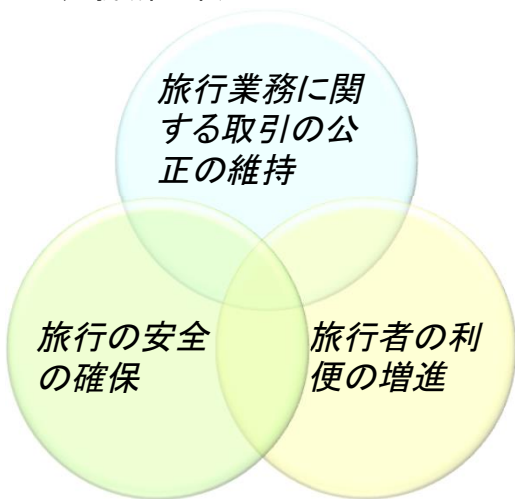 旅行業務に関
する取引の公
正の維持
旅行の安全
の確保
旅行者の利
便の増進